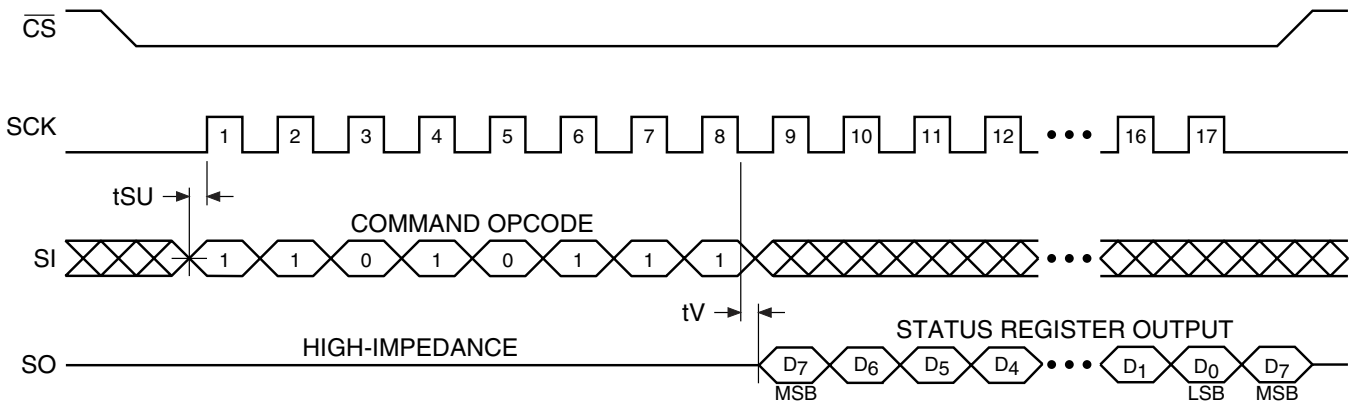 CS
SCK 1 2 3 4 5 6 7 8 9 10 11 12 ••• 16 17
tSU
COMMAND OPCODE
SI 1 1 0 1 0 1 1 1 •••
tV
STATUS REGISTER OUTPUT
HIGH-IMPEDANCE
SO D7 D6 D5 D4 ••• D1 D0 D7
MSB LSB MSB